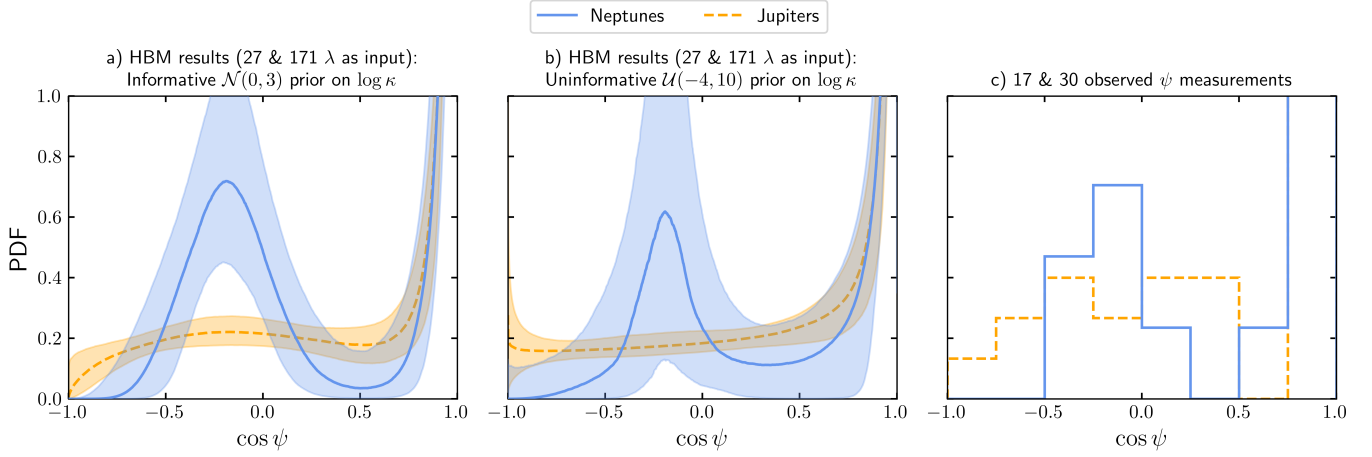 Neptunes Jupiters
a) HBM results (27 & 171 λ as input):
Informative 𝒩(0, 3) prior on log κ
b) HBM results (27 & 171 λ as input):
Uninformative 𝒰(−4, 10) prior on log κ
c) 17 & 30 observed ψ measurements
PDF
1.0
0.8
0.6
0.4
0.2
0.0
−1.0 −0.5 0.0 0.5 1.0
−1.0 −0.5 0.0 0.5 1.0
−1.0 −0.5 0.0 0.5 1.0
cos ψ
cos ψ
cos ψ